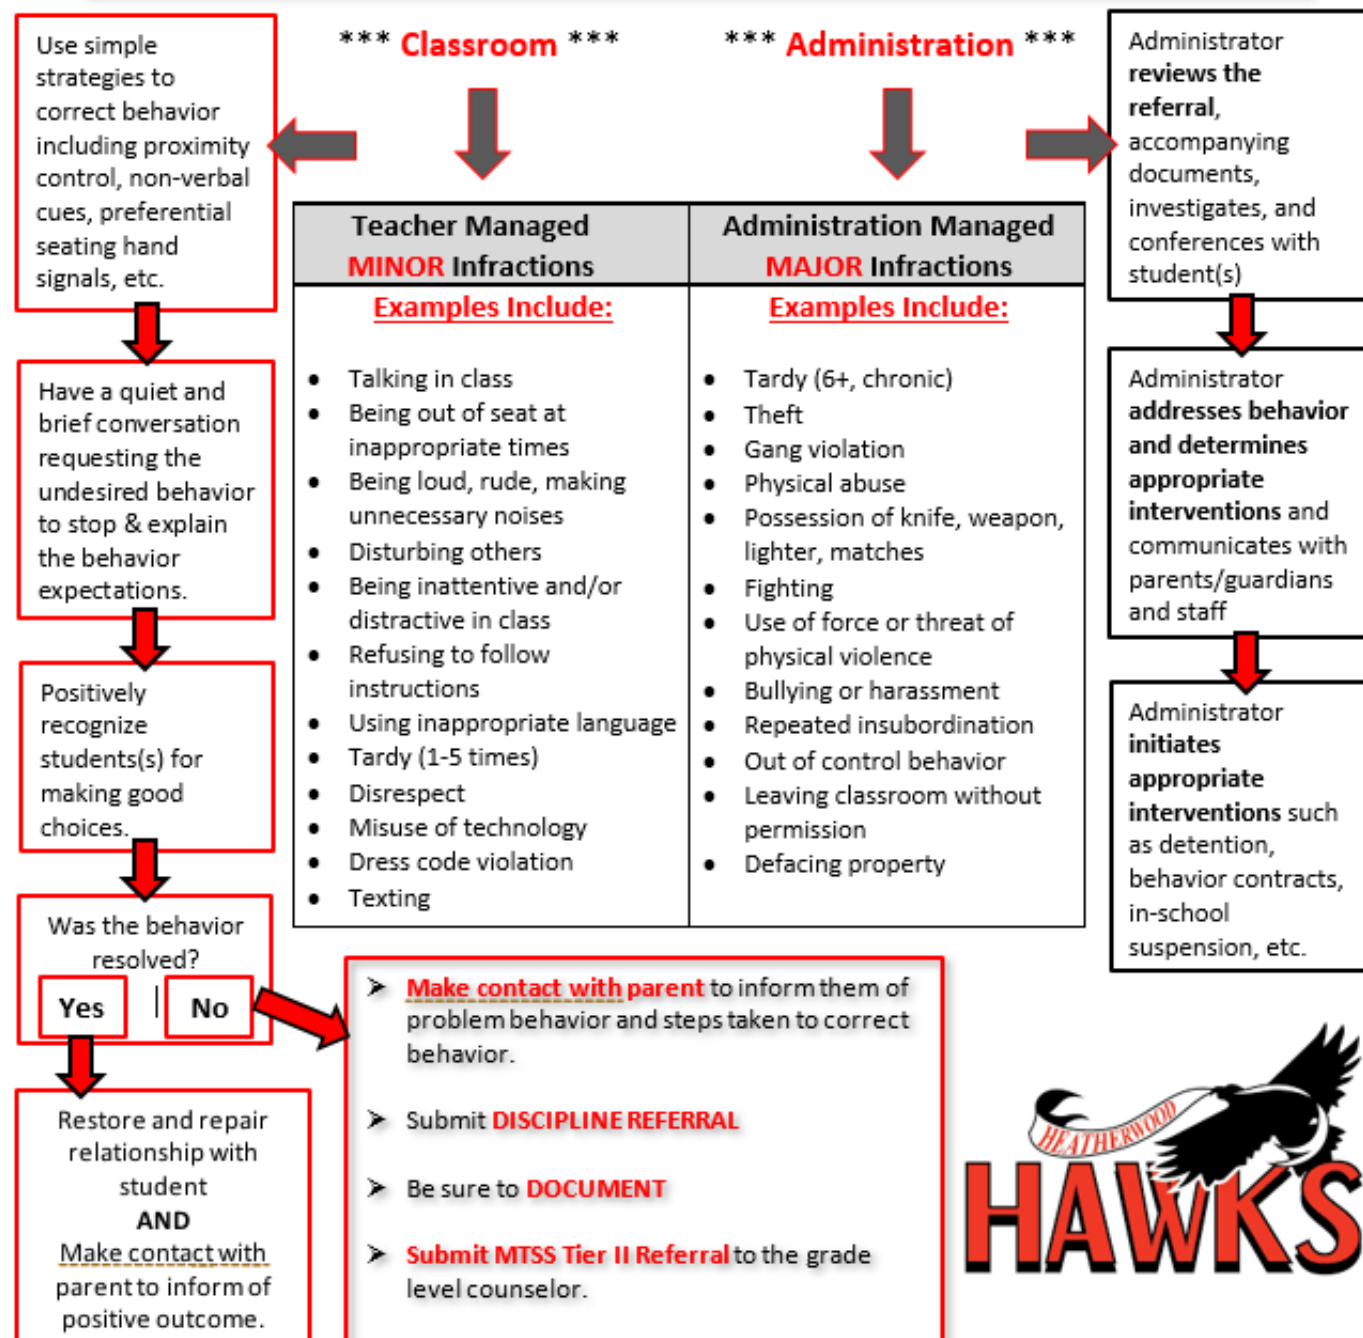 *** Classroom ***
*** Administration ***
Use simple
strategies to
correct behavior
including proximity
control, non-verbal
cues, preferential
seating hand
signals, etc.
Have a quiet and
brief conversation
requesting the
undesired behavior
to stop & explain
the behavior
expectations.
Positively
recognize
students(s) for
making good
choices.
Was the behavior
resolved?
Yes | No
Restore and repair
relationship with
student
AND
Make contact with
parent to inform of
positive outcome.
Teacher Managed
MINOR Infractions
Examples Include:
• Talking in class
• Being out of seat at
inappropriate times
• Being loud, rude, making
unnecessary noises
• Disturbing others
• Being inattentive and/or
distractive in class
• Refusing to follow
instructions
• Using inappropriate language
• Tardy (1-5 times)
• Disrespect
• Misuse of technology
• Dress code violation
• Texting
Administration Managed
MAJOR Infractions
Examples Include:
• Tardy (6+, chronic)
• Theft
• Gang violation
• Physical abuse
• Possession of knife, weapon,
lighter, matches
• Fighting
• Use of force or threat of
physical violence
• Bullying or harassment
• Repeated insubordination
• Out of control behavior
• Leaving classroom without
permission
• Defacing property
➢ Make contact with parent to inform them of
problem behavior and steps taken to correct
behavior.
➢ Submit DISCIPLINE REFERRAL
➢ Be sure to DOCUMENT
➢ Submit MTSS Tier II Referral to the grade
level counselor.
Administrator
reviews the
referral,
accompanying
documents,
investigates, and
conferences with
student(s)
Administrator
addresses behavior
and determines
appropriate
interventions and
communicates with
parents/guardians
and staff
Administrator
initiates
appropriate
interventions such
as detention,
behavior contracts,
in-school
suspension, etc.
HEATHERWOOD
HAWKS